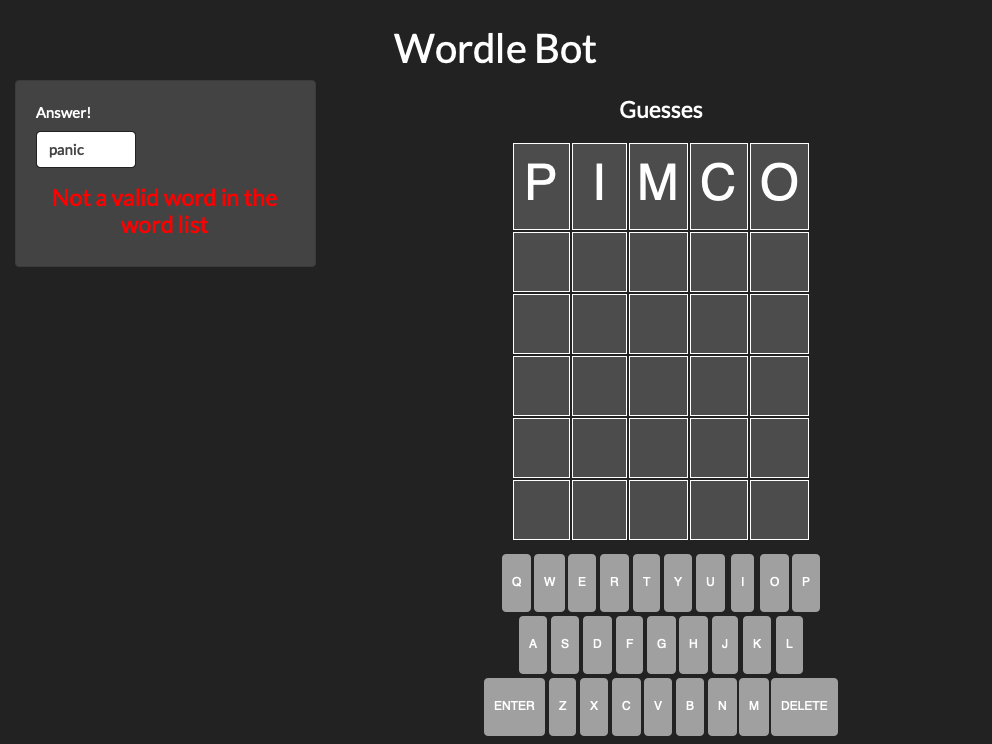 Wordle Bot
Answer!
panic
Not a valid word in the
word list
Guesses
P I M C O
Q W E R T Y U I O P
A S D F G H J K L
ENTER Z X C V B N M DELETE